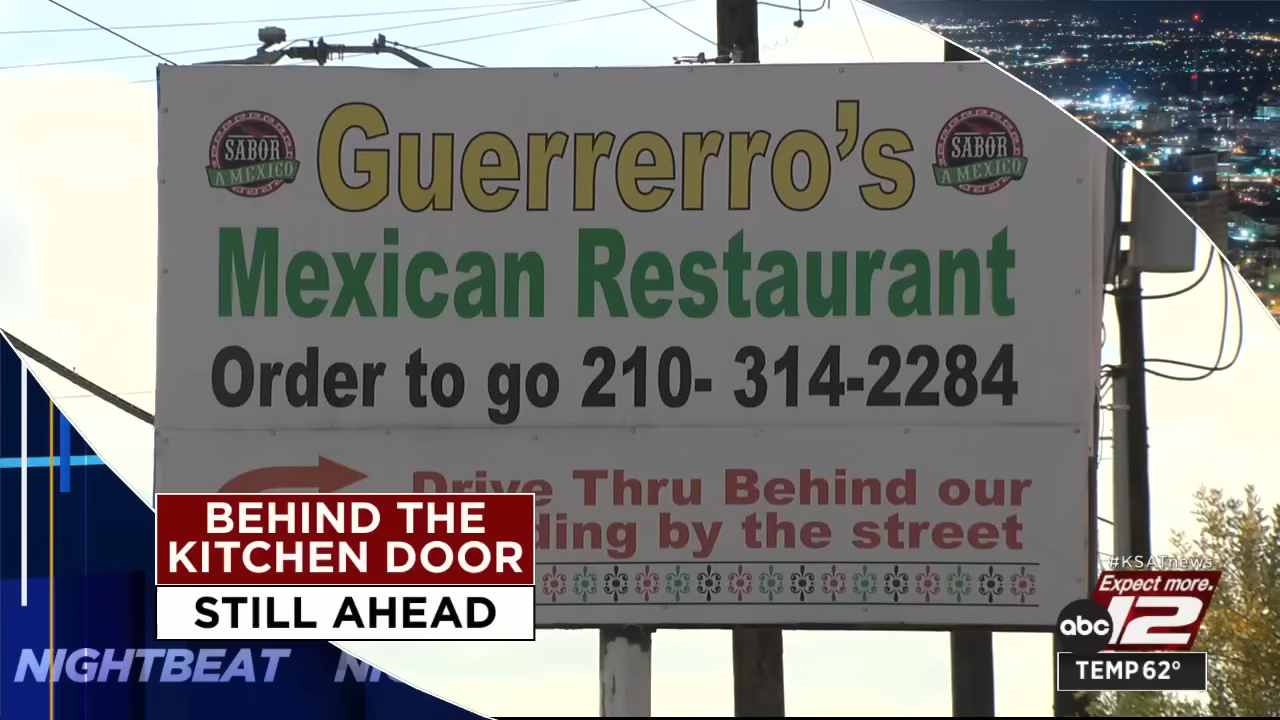 SABOR
A MEXICO
Guerrerro's
SABOR
A MEXICO
Mexican Restaurant
Order to go 210- 314-2284
Drive Thru Behind our
by the street
BEHIND THE
KITCHEN DOOR
STILL AHEAD
NIGHTBEAT
#KSATnews
Expect more.
abc 12
TEMP 62°